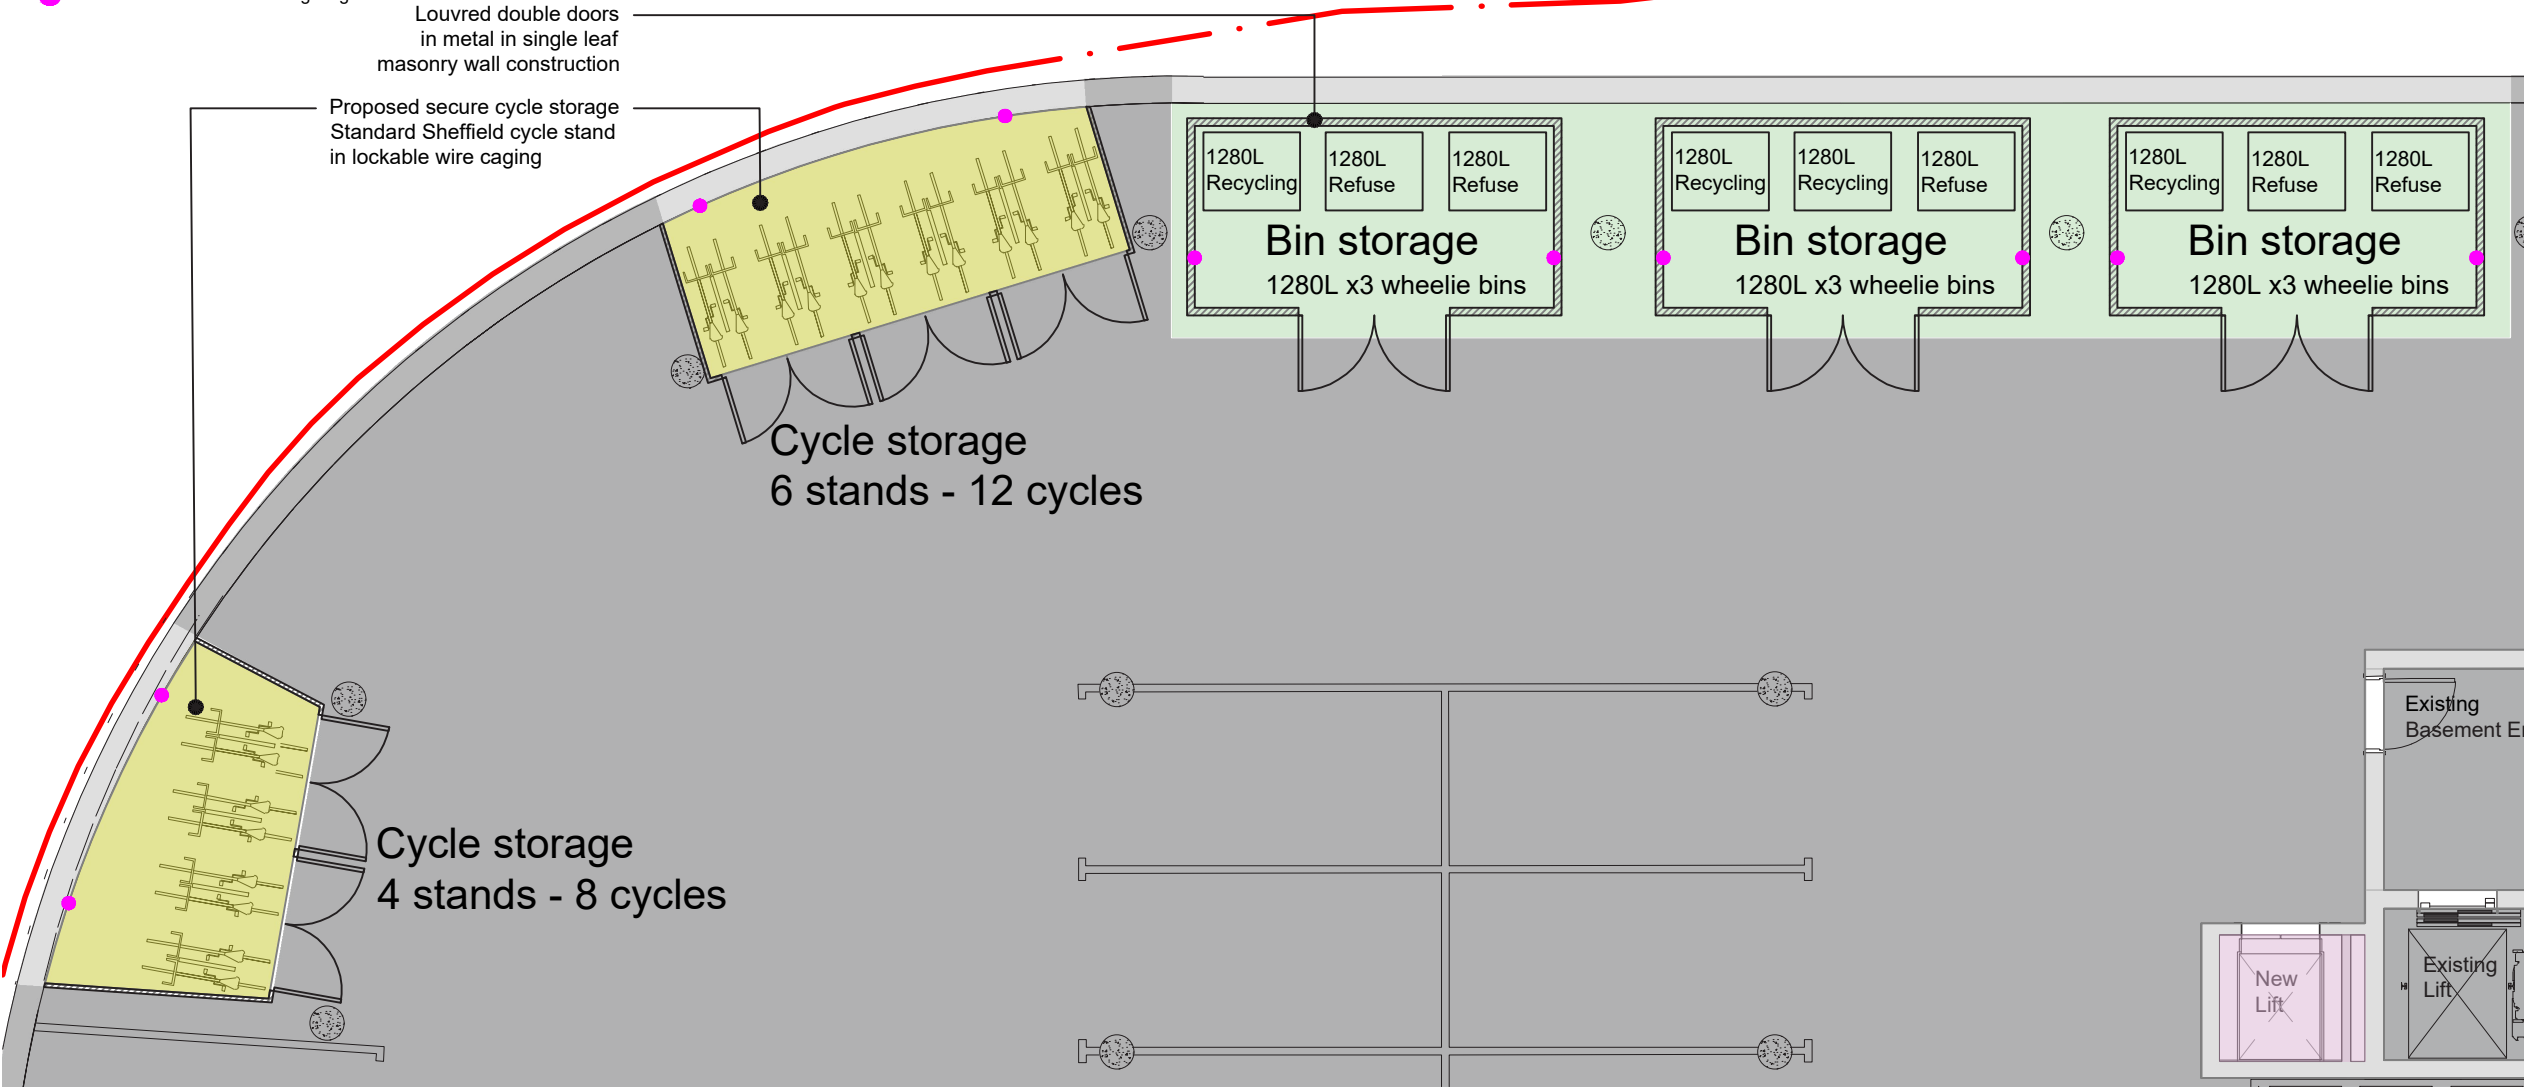 Louvred double doors
in metal in single leaf
masonry wall construction
Proposed secure cycle storage
Standard Sheffield cycle stand
in lockable wire caging
1280L
Recycling
1280L
Refuse
1280L
Refuse
Bin storage
1280L x3 wheelie bins
1280L
Recycling
1280L
Recycling
1280L
Refuse
Bin storage
1280L x3 wheelie bins
1280L
Recycling
1280L
Refuse
1280L
Refuse
Bin storage
1280L x3 wheelie bins
Cycle storage
6 stands - 12 cycles
Cycle storage
4 stands - 8 cycles
Existing
Basement
New
Lift
Existing
Lift